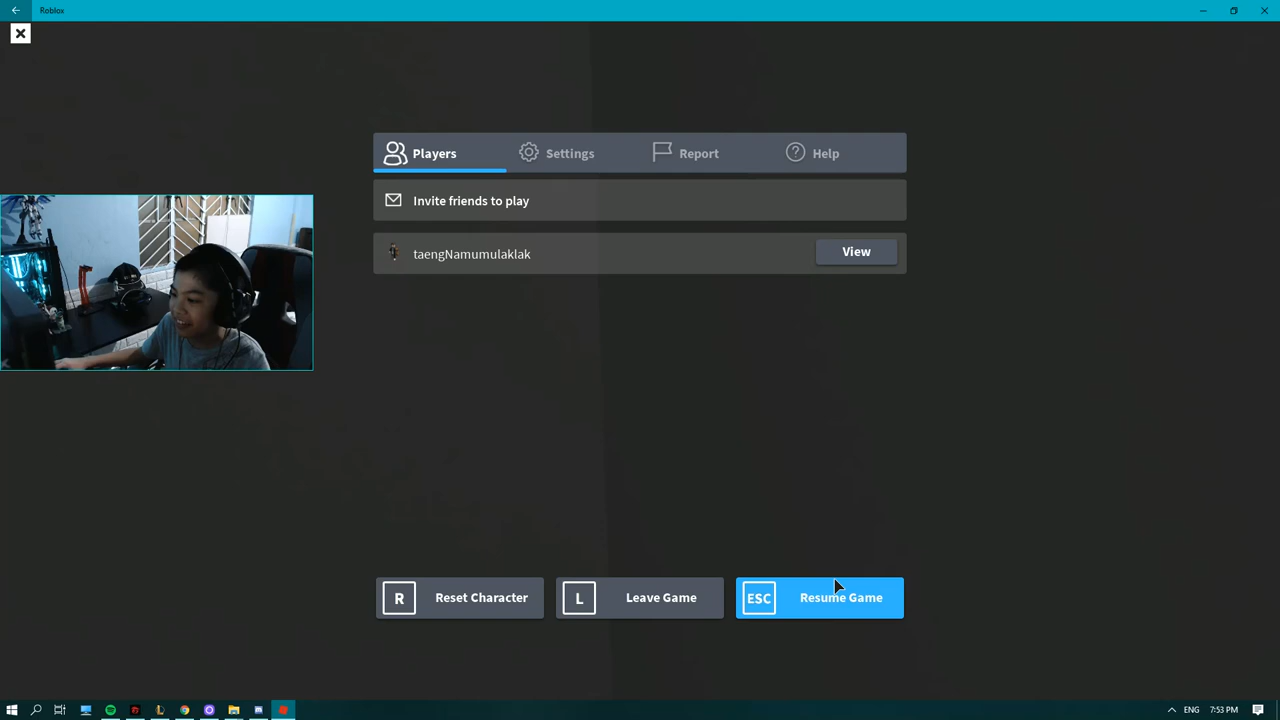 Roblox
Players
Settings
Report
Help
Invite friends to play
taengNamumulaklak
View
R
Reset Character
L
Leave Game
ESC
Resume Game
ENG
7:53 PM